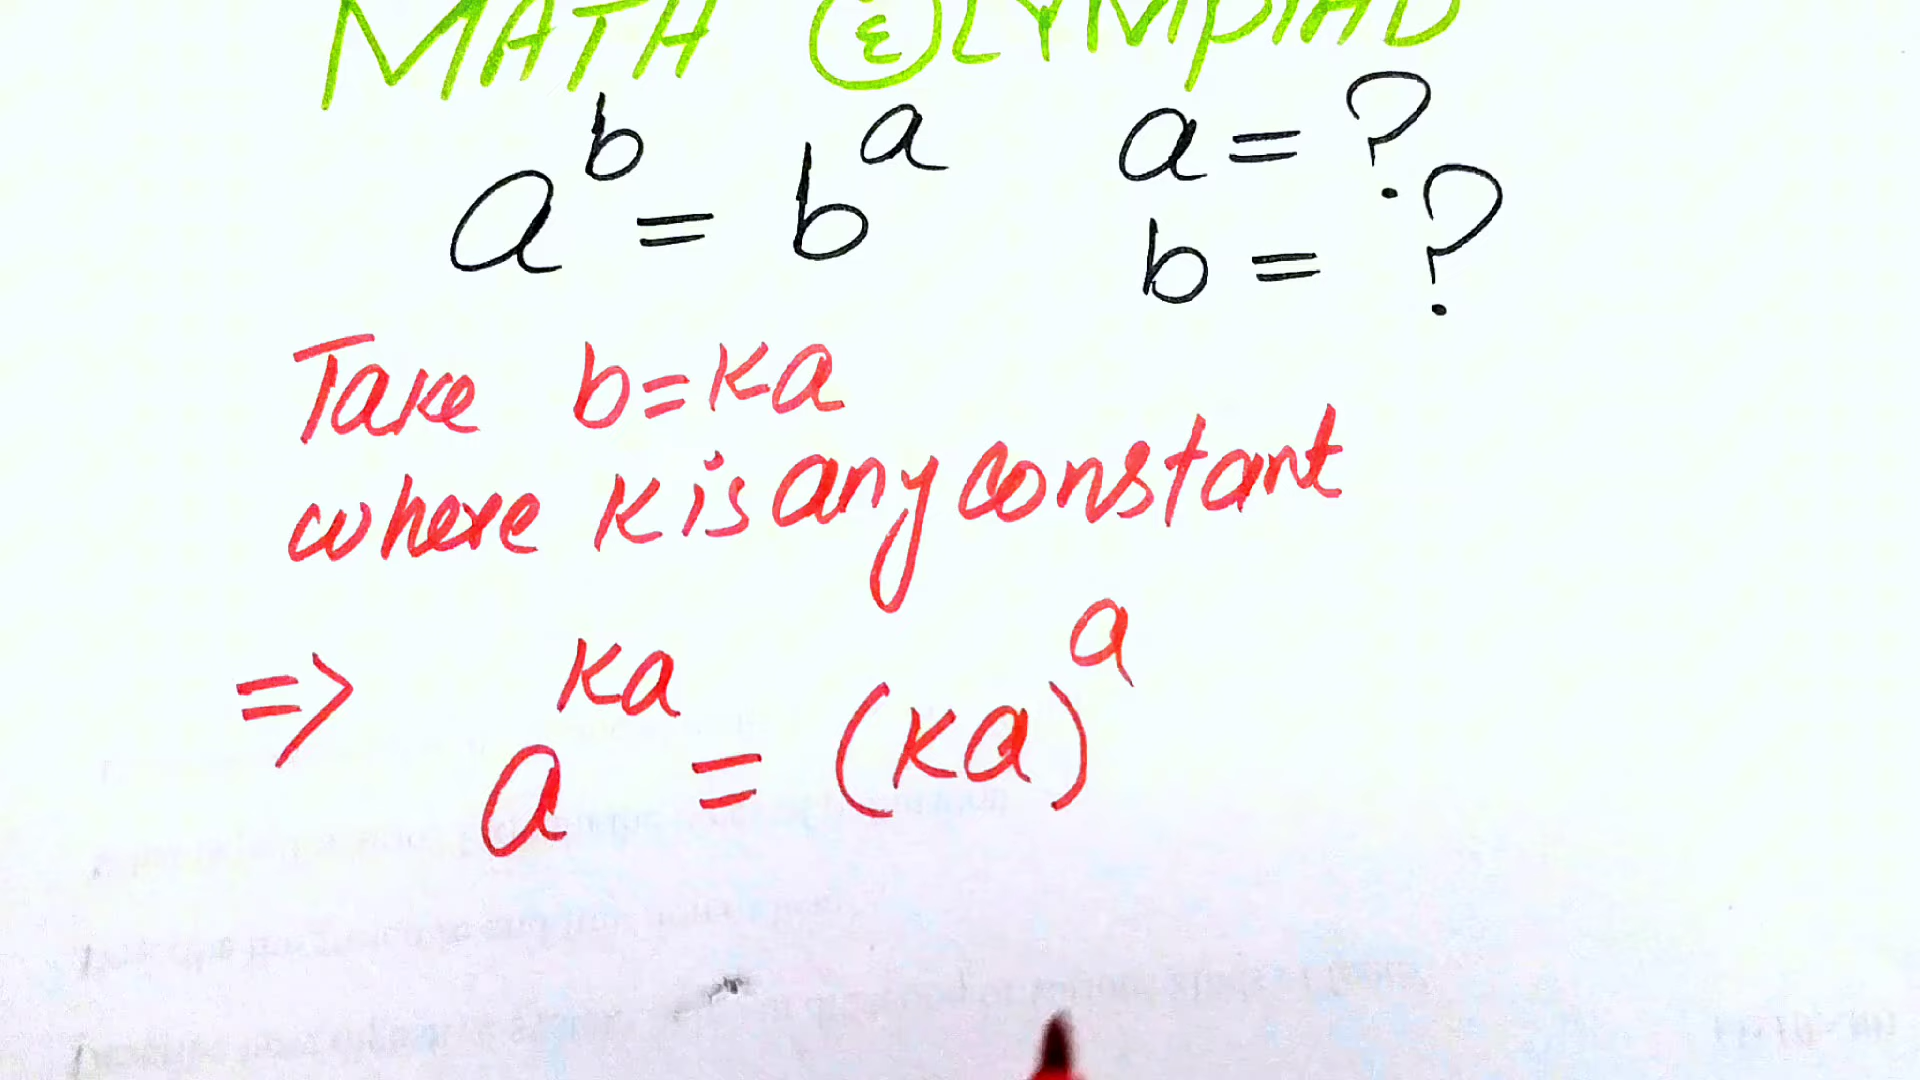 MATH OLYMPIAD
a^b = b^a a = ?
b = ?
Take b=ka
where k is any constant
=> a^ka = (ka)^a